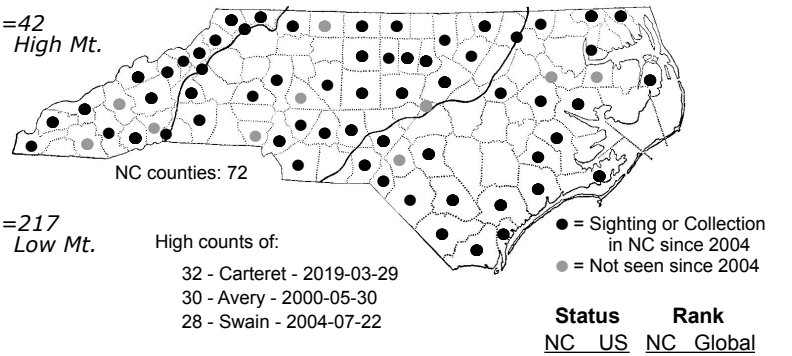 =42
High Mt.
NC counties: 72
=217
Low Mt.
High counts of:
32 - Carteret - 2019-03-29
30 - Avery - 2000-05-30
28 - Swain - 2004-07-22
= Sighting or Collection
in NC since 2004
= Not seen since 2004
Status Rank
NC US NC Global